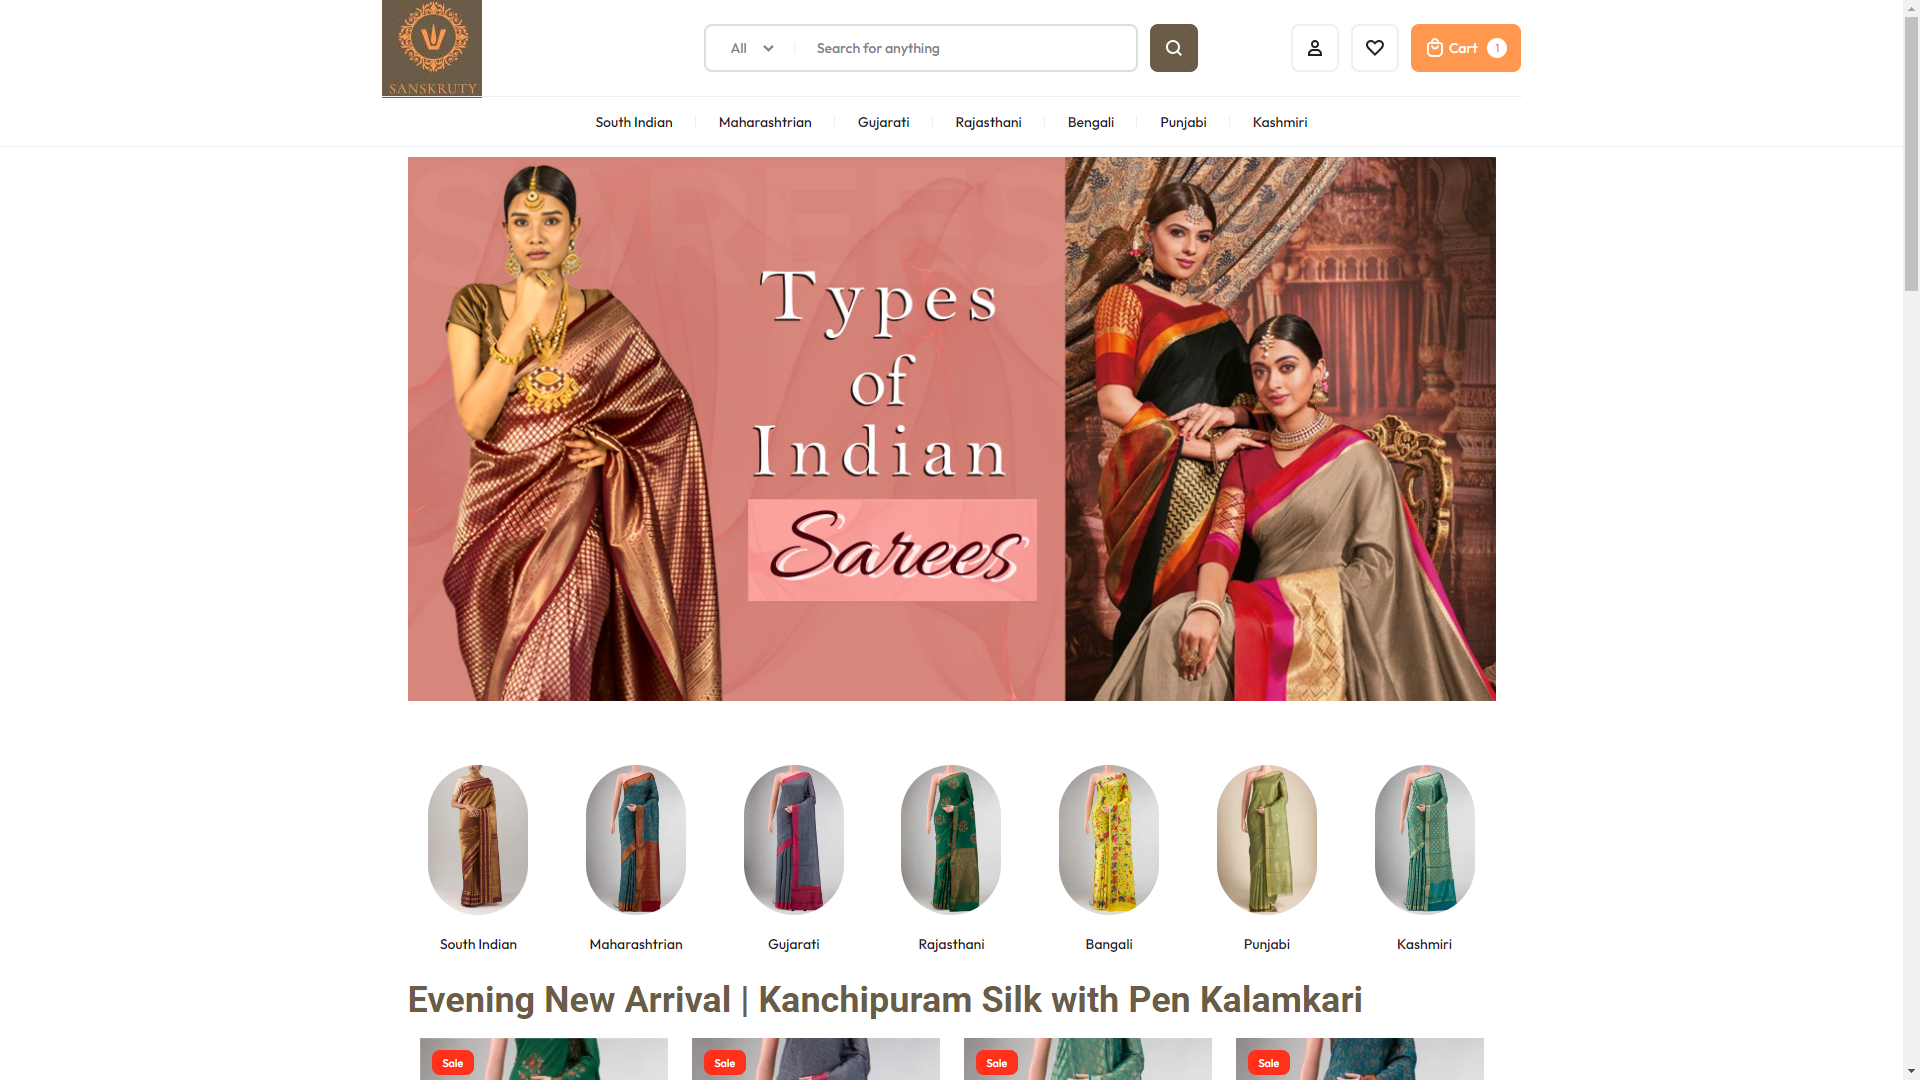 SANSKRUTY
All
Search for anything
Cart 1
South Indian
Maharashtrian
Gujarati
Rajasthani
Bengali
Punjabi
Kashmiri
SAREES
Types
of
Indian
Sarees
South Indian
Maharashtrian
Gujarati
Rajasthani
Bangali
Punjabi
Kashmiri
Evening New Arrival | Kanchipuram Silk with Pen Kalamkari
Sale
Sale
Sale
Sale